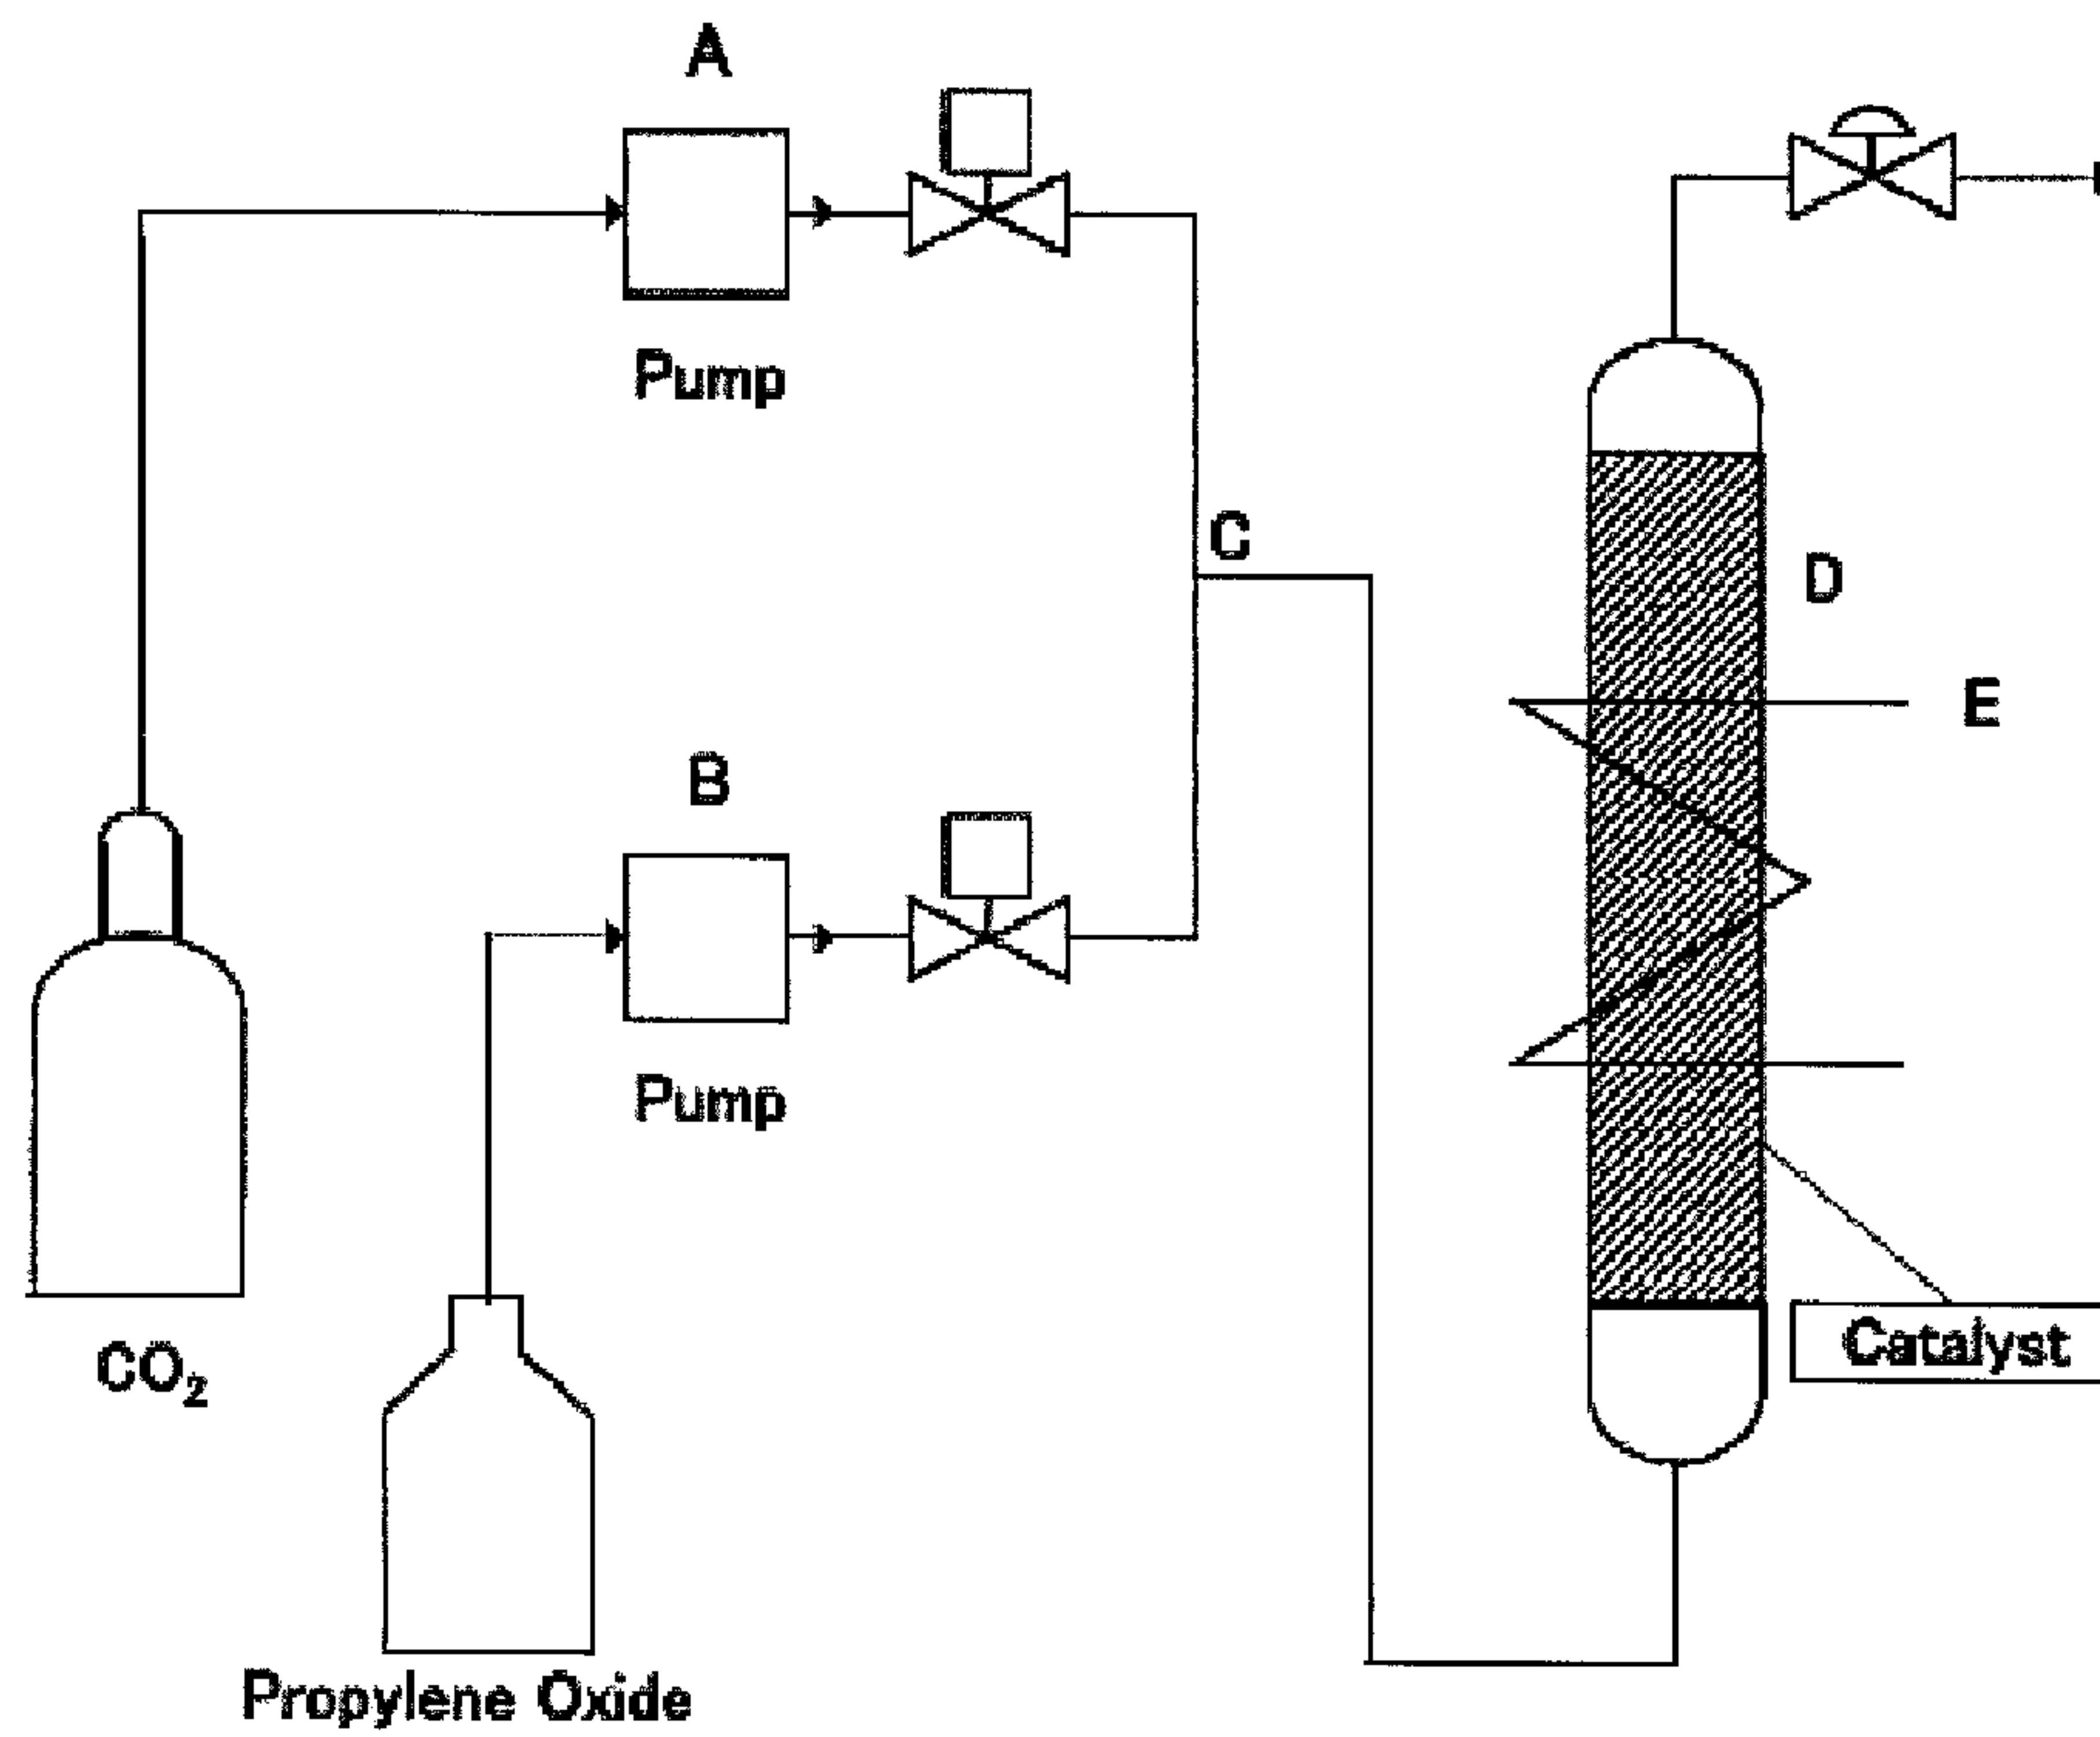 A
Pump
C
D
E
B
Pump
Catalyst
CO₂
Propylene Oxide